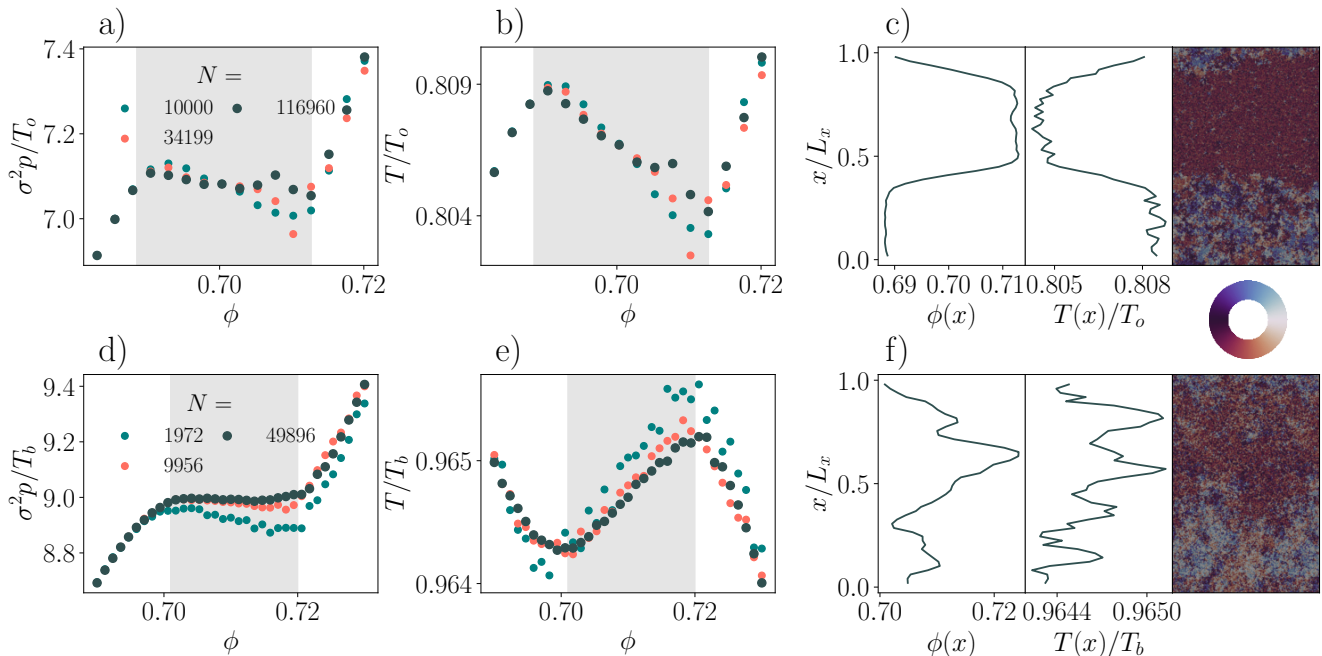 a)
σ²p/T_o
7.4
7.2
7.0
N =
10000
116960
34199
0.70
0.72
ϕ
b)
T/T_o
0.809
0.804
0.70
0.72
ϕ
c)
x/L_x
1.0
0.5
0.0
0.69
0.70
0.71
ϕ(x)
0.805
0.808
T(x)/T_o
d)
σ²p/T_b
9.4
9.2
9.0
8.8
N =
1972
49896
9956
0.70
0.72
ϕ
e)
T/T_b
0.965
0.964
0.70
0.72
ϕ
f)
x/L_x
1.0
0.5
0.0
0.70
0.72
ϕ(x)
0.9644
0.9650
T(x)/T_b